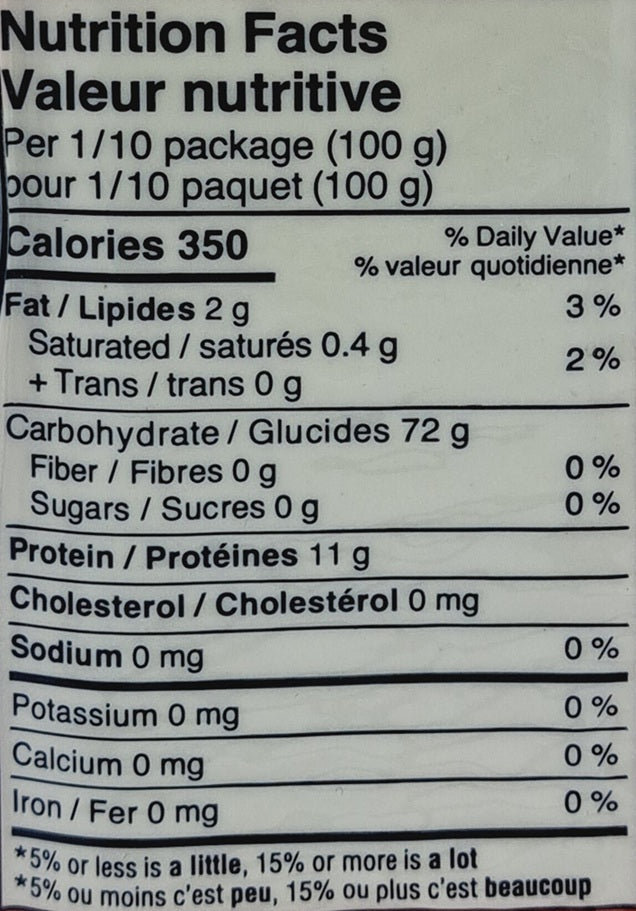 Nutrition Facts
Valeur nutritive
Per 1/10 package (100 g)
pour 1/10 paquet (100 g)
Calories 350
% Daily Value*
% valeur quotidienne*
Fat / Lipides 2 g 3 %
Saturated / saturés 0.4 g
+ Trans / trans 0 g 2 %
Carbohydrate / Glucides 72 g
Fiber / Fibres 0 g 0 %
Sugars / Sucres 0 g 0 %
Protein / Protéines 11 g
Cholesterol / Cholestérol 0 mg
Sodium 0 mg 0 %
Potassium 0 mg 0 %
Calcium 0 mg 0 %
Iron / Fer 0 mg 0 %
*5% or less is a little, 15% or more is a lot
*5% ou moins c'est peu, 15% ou plus c'est beaucoup